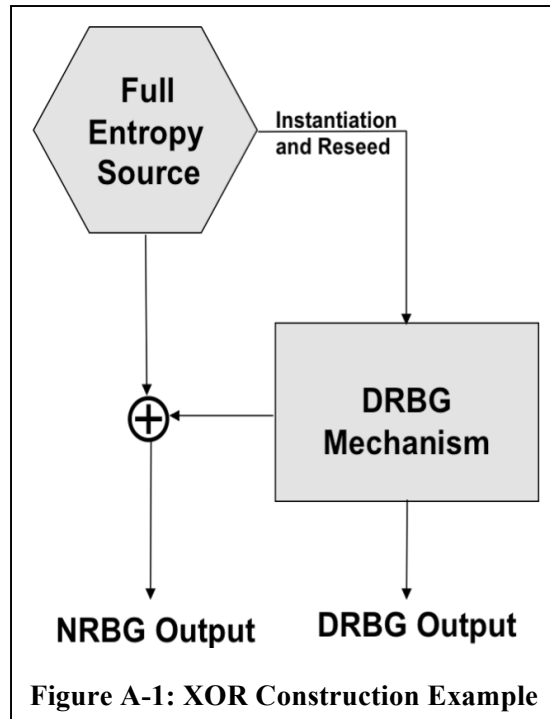 Full
Entropy
Source
Instantiation
and Reseed
DRBG
Mechanism
NRBG Output
DRBG Output
Figure A-1: XOR Construction Example